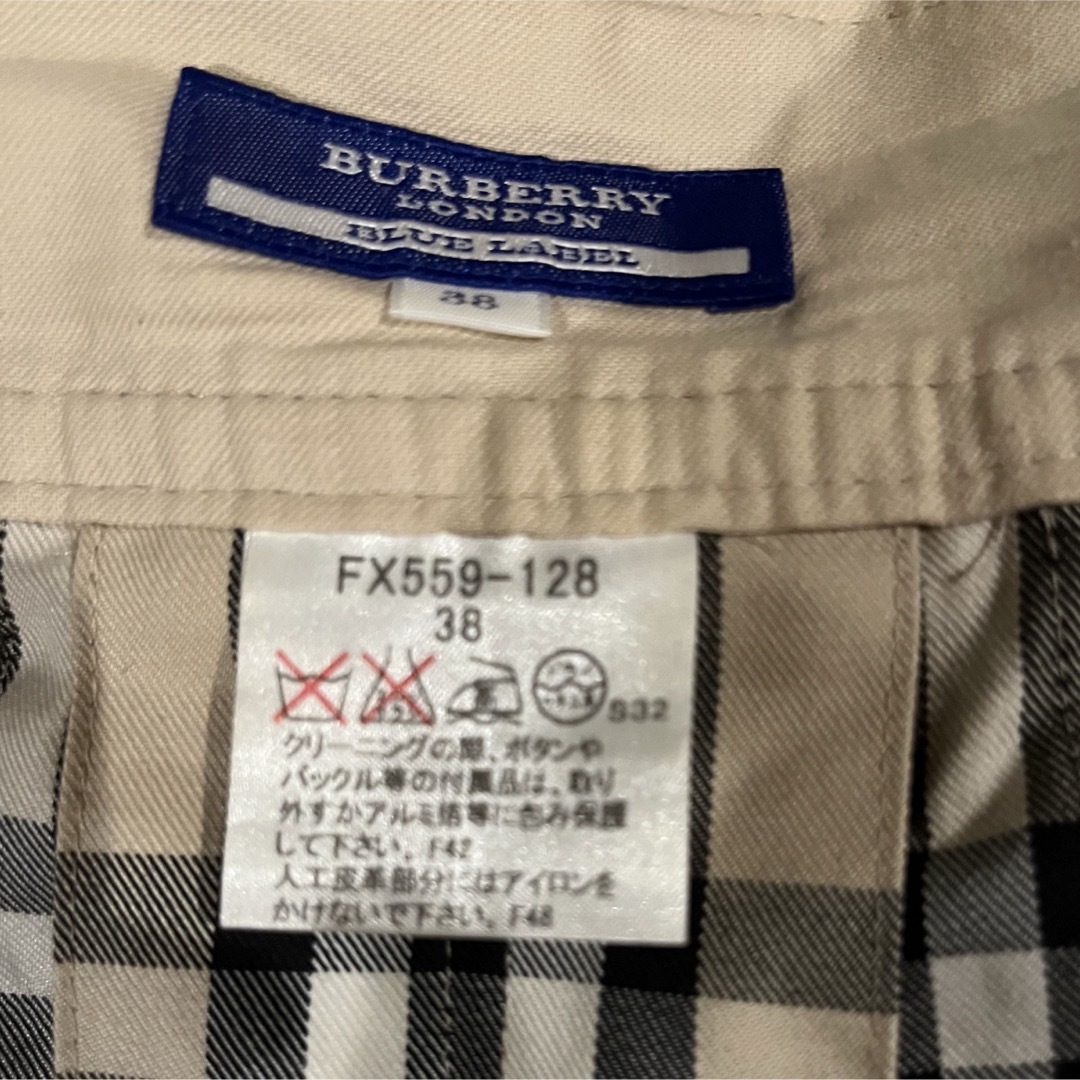 BURBERRY
LONDON
BLUE LABEL
38
FX559-128
38
S32
クリーニングの際、ボタンや
バックル等の付属品は、取り
外すかアルミ箔等に包み保護
して下さい。F42
人工皮革部分にはアイロンを
かけないで下さい。F48